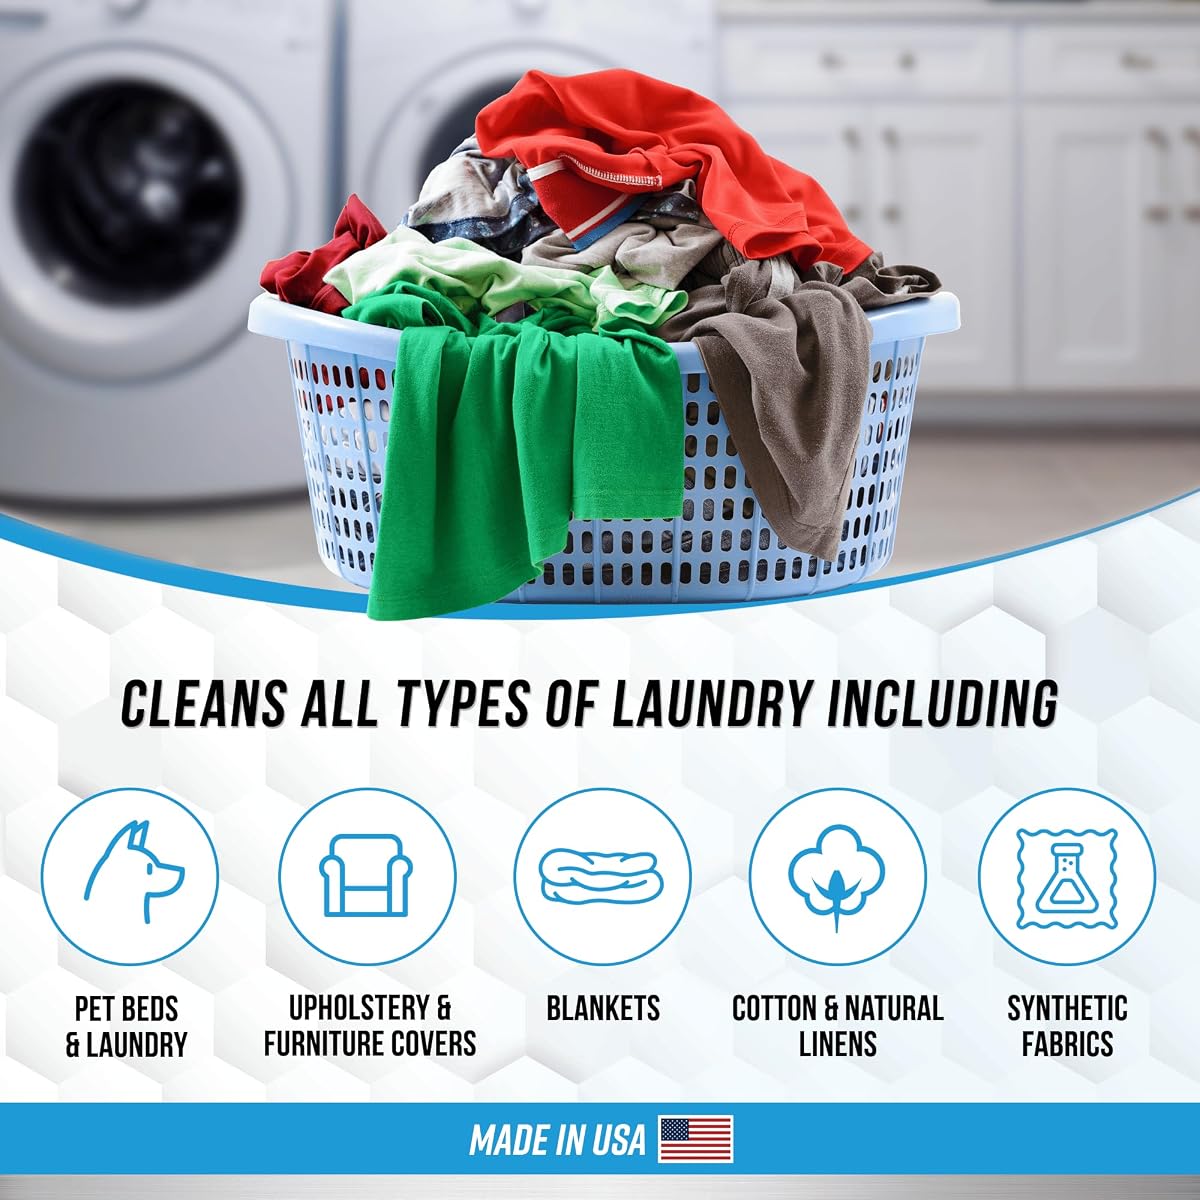 CLEANS ALL TYPES OF LAUNDRY INCLUDING
PET BEDS
& LAUNDRY
UPHOLSTERY &
FURNITURE COVERS
BLANKETS
COTTON & NATURAL
LINENS
SYNTHETIC
FABRICS
MADE IN USA